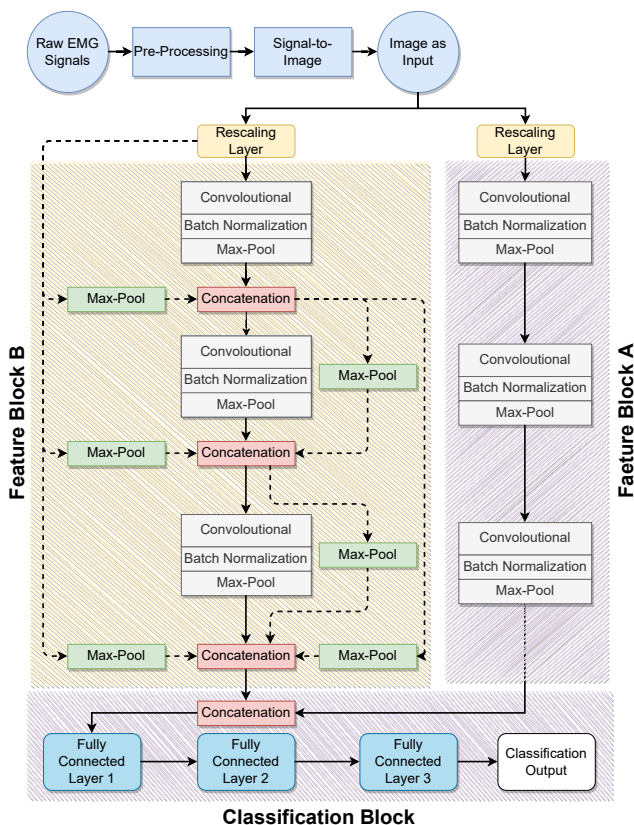 Raw EMG
Signals
Pre-Processing
Signal-to-
Image
Image as
Input
Rescaling
Layer
Rescaling
Layer
Feature Block B
Convoloutional
Batch Normalization
Max-Pool
Max-Pool
Concatenation
Convoloutional
Batch Normalization
Max-Pool
Max-Pool
Max-Pool
Concatenation
Convoloutional
Batch Normalization
Max-Pool
Max-Pool
Max-Pool
Concatenation
Max-Pool
Convoloutional
Batch Normalization
Max-Pool
Convoloutional
Batch Normalization
Max-Pool
Convoloutional
Batch Normalization
Max-Pool
Faeture Block A
Concatenation
Fully
Connected
Layer 1
Fully
Connected
Layer 2
Fully
Connected
Layer 3
Classification
Output
Classification Block